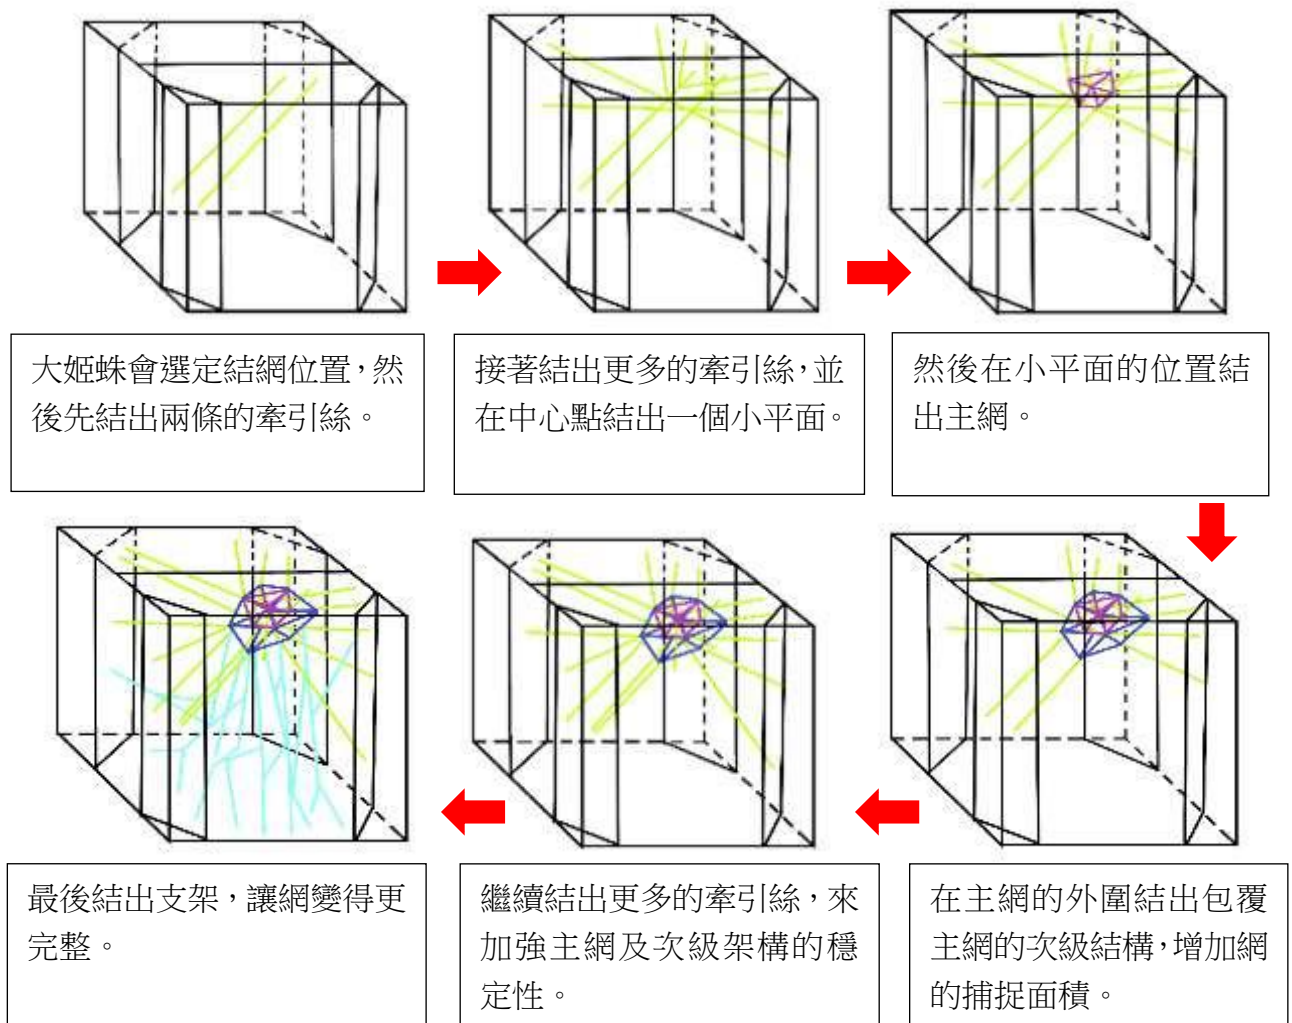 大姬蛛會選定結網位置，然
後先結出兩條的牽引絲。
接著結出更多的牽引絲，並
在中心點結出一個小平面。
然後在小平面的位置結
出主網。
在主網的外圍結出包覆
主網的次級結構，增加網
的捕捉面積。
繼續結出更多的牽引絲，來
加強主網及次級架構的穩
定性。
最後結出支架，讓網變得更
完整。